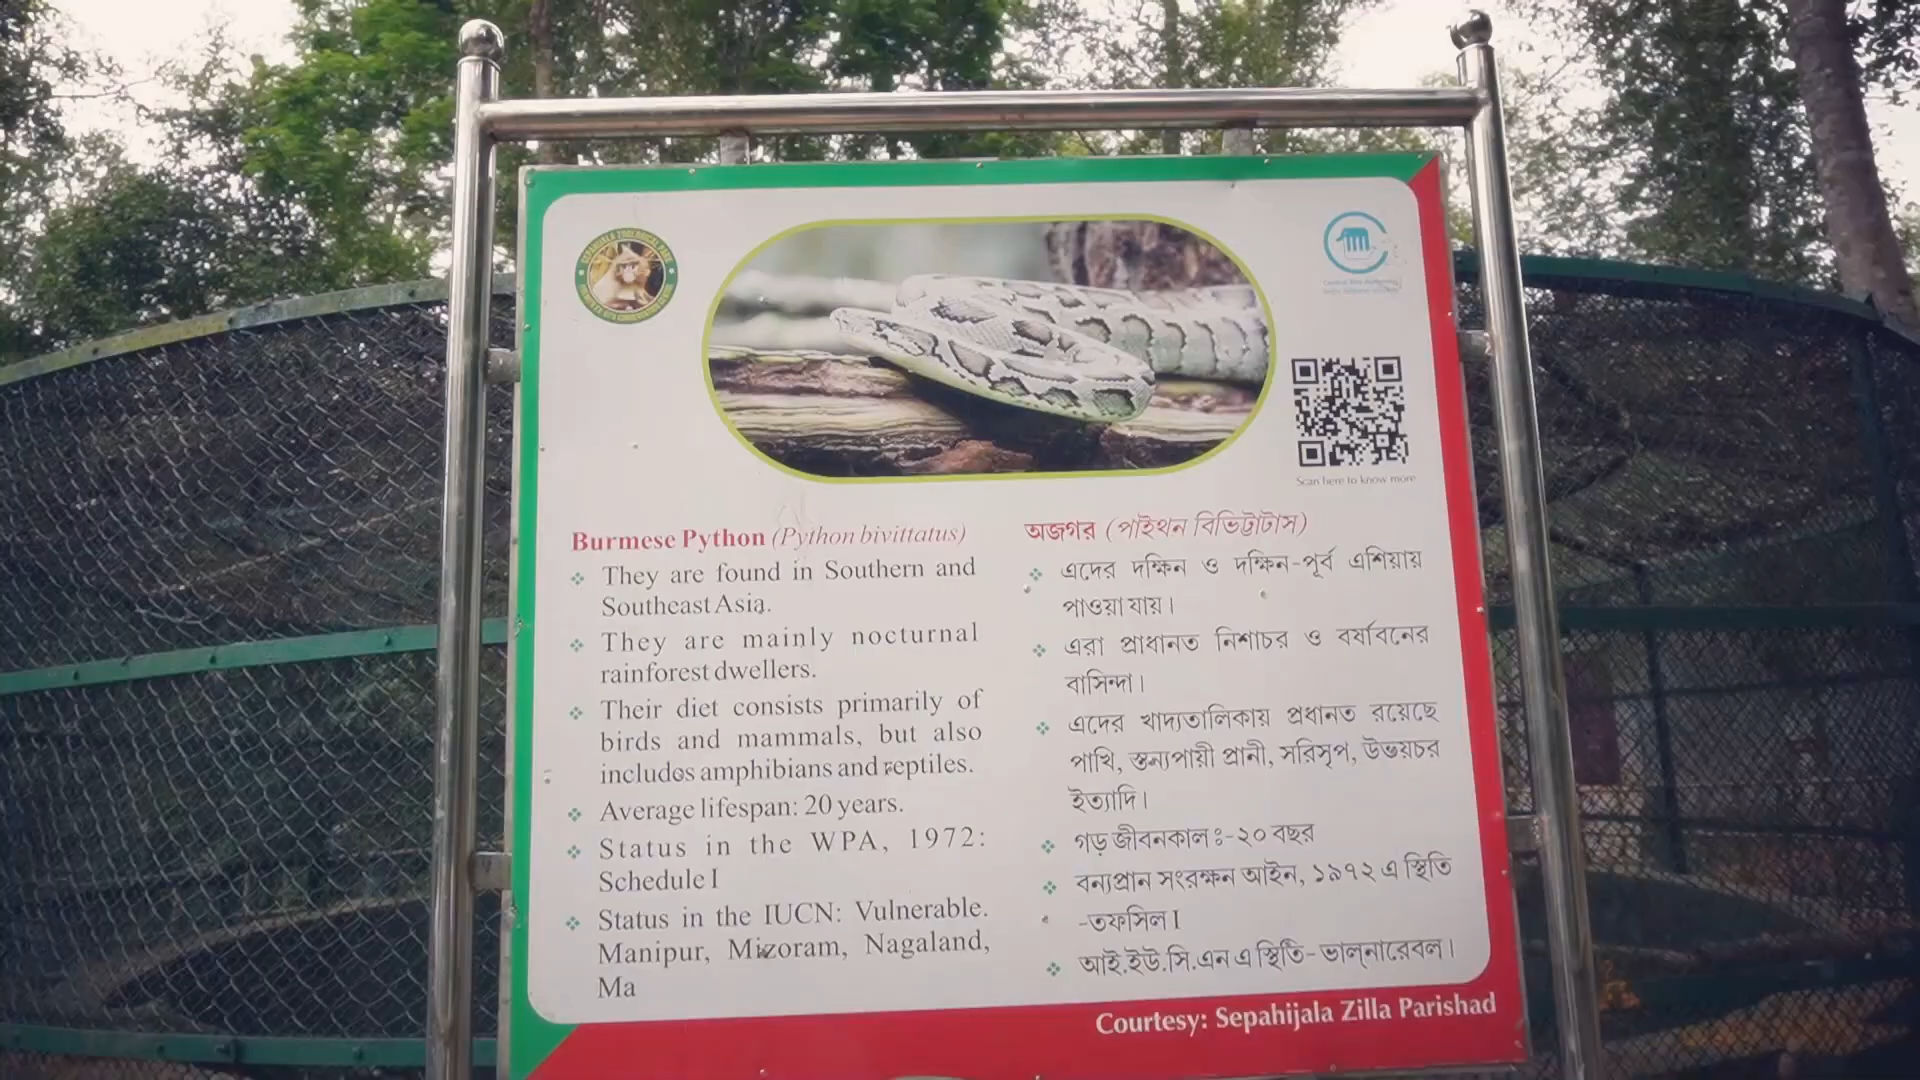 SEPAHIJALA ZOOLOGICAL PARK
Scan here to know more
Burmese Python (Python bivittatus)
They are found in Southern and
Southeast Asia.
They are mainly nocturnal
rainforest dwellers.
Their diet consists primarily of
birds and mammals, but also
includes amphibians and reptiles.
Average lifespan: 20 years.
Status in the WPA, 1972:
Schedule I
Status in the IUCN: Vulnerable.
Manipur, Mizoram, Nagaland,
Ma
অজগর (পাইথন বিভিট্টাটাস)
এদের দক্ষিন ও দক্ষিন-পূর্ব এশিয়ায়
পাওয়া যায়।
এরা প্রাধানত নিশাচর ও বর্ষাবনের
বাসিন্দা।
এদের খাদ্যতালিকায় প্রধানত রয়েছে
পাখি, স্তন্যপায়ী প্রানী, সরিসৃপ, উভয়চর
ইত্যাদি।
গড় জীবনকাল ঃ-২০ বছর
বন্যপ্রান সংরক্ষন আইন, ১৯৭২ এ স্থিতি
-তফসিল I
আই.ইউ.সি.এন এ স্থিতি- ভাল্‌নারেবল।
Courtesy: Sepahijala Zilla Parishad